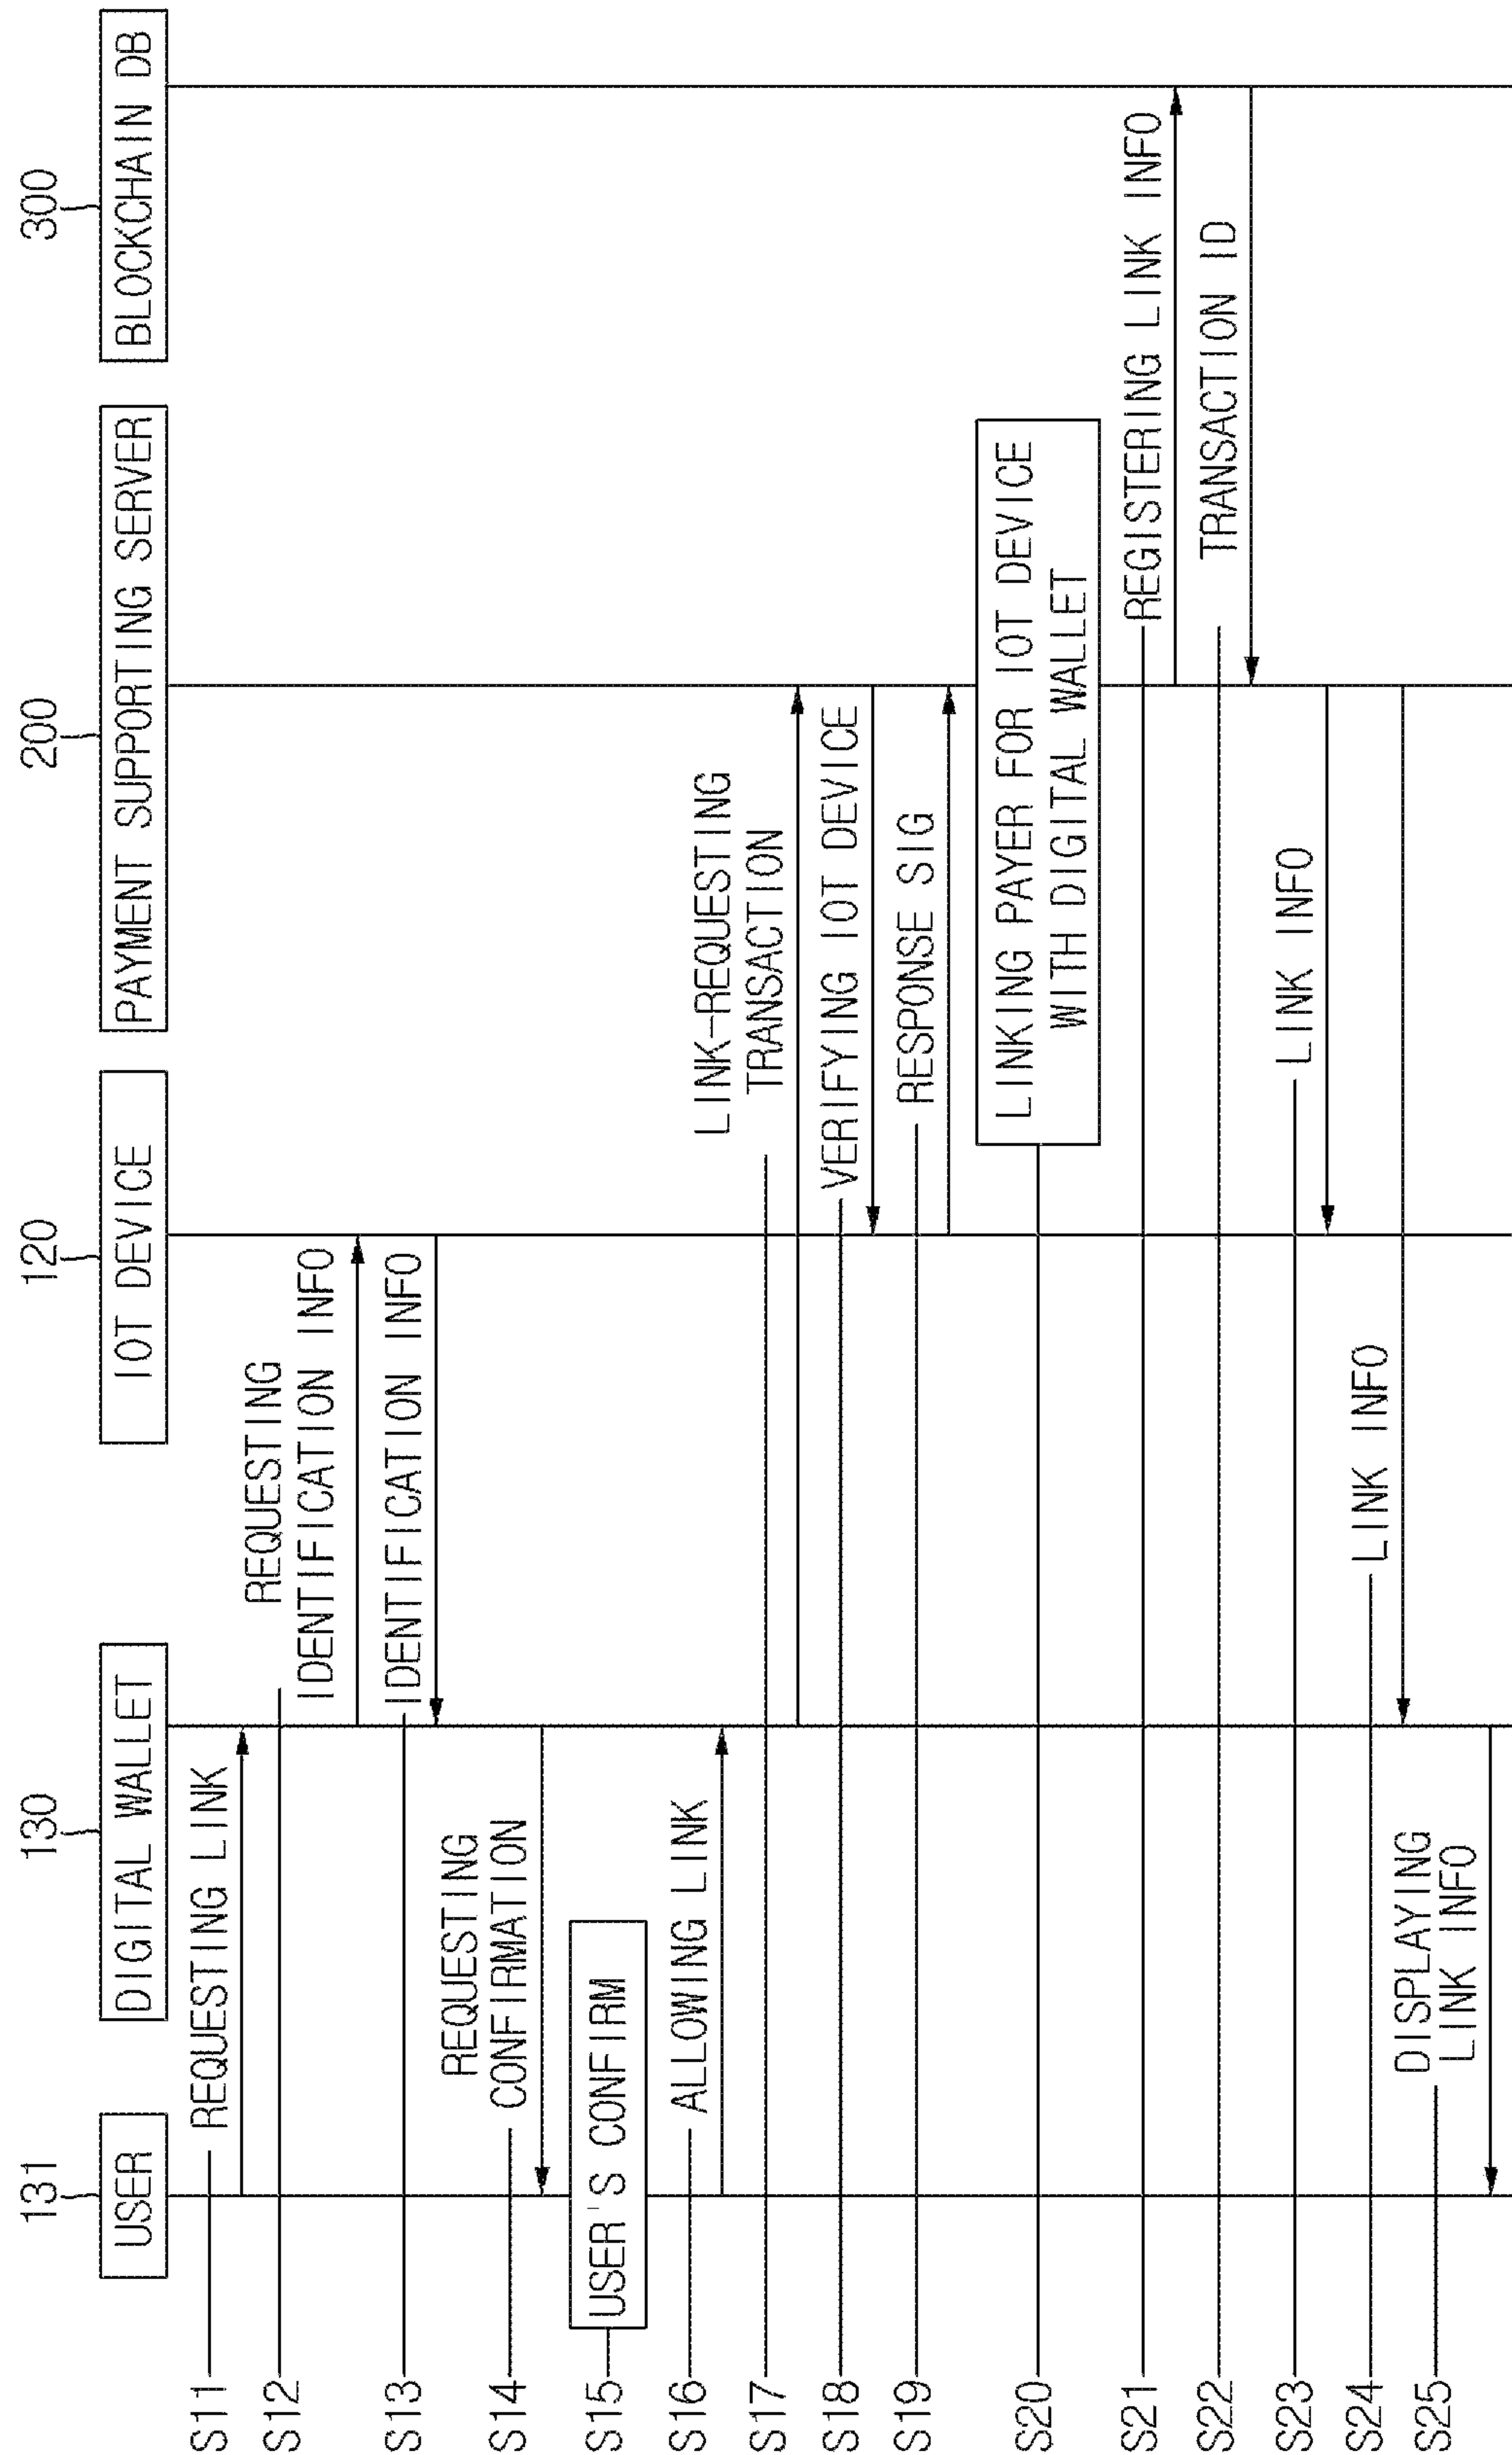 131
130
120
200
300
USER
DIGITAL WALLET
IOT DEVICE
PAYMENT SUPPORTING SERVER
BLOCKCHAIN DB
S11
REQUESTING LINK
S12
REQUESTING
IDENTIFICATION INFO
S13
IDENTIFICATION INFO
S14
REQUESTING
CONFIRMATION
S15
USER'S CONFIRM
S16
ALLOWING LINK
S17
LINK-REQUESTING
TRANSACTION
S18
VERIFYING IOT DEVICE
S19
RESPONSE SIG
S20
LINKING PAYER FOR IOT DEVICE
WITH DIGITAL WALLET
S21
REGISTERING LINK INFO
S22
TRANSACTION ID
S23
LINK INFO
S24
LINK INFO
S25
DISPLAYING
LINK INFO